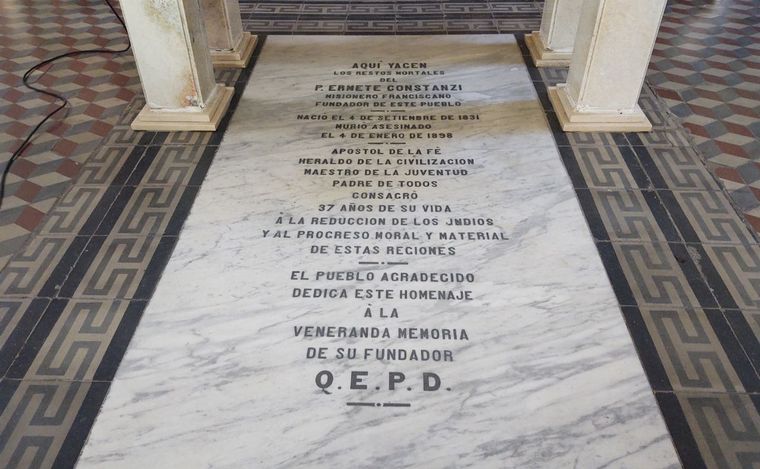 AQUÍ YACEN
LOS RESTOS MORTALES
DEL
P. ERMETE CONSTANZI
MISIONERO FRANCISCANO
FUNDADOR DE ESTE PUEBLO
NACIÓ EL 4 DE SETIEMBRE DE 1831
MURIO ASESINADO
EL 4 DE ENERO DE 1898
APOSTOL DE LA FÈ
HERALDO DE LA CIVILIZACION
MAESTRO DE LA JUVENTUD
PADRE DE TODOS
CONSAGRÓ
37 AÑOS DE SU VIDA
À LA REDUCCION DE LOS JNDIOS
Y AL PROGRESO, MORAL Y MATERIAL
DE ESTAS REGIONES
EL PUEBLO AGRADECIDO
DEDICA ESTE HOMENAJE
À LA
VENERANDA MEMORIA
DE SU FUNDADOR
Q.E.P.D.